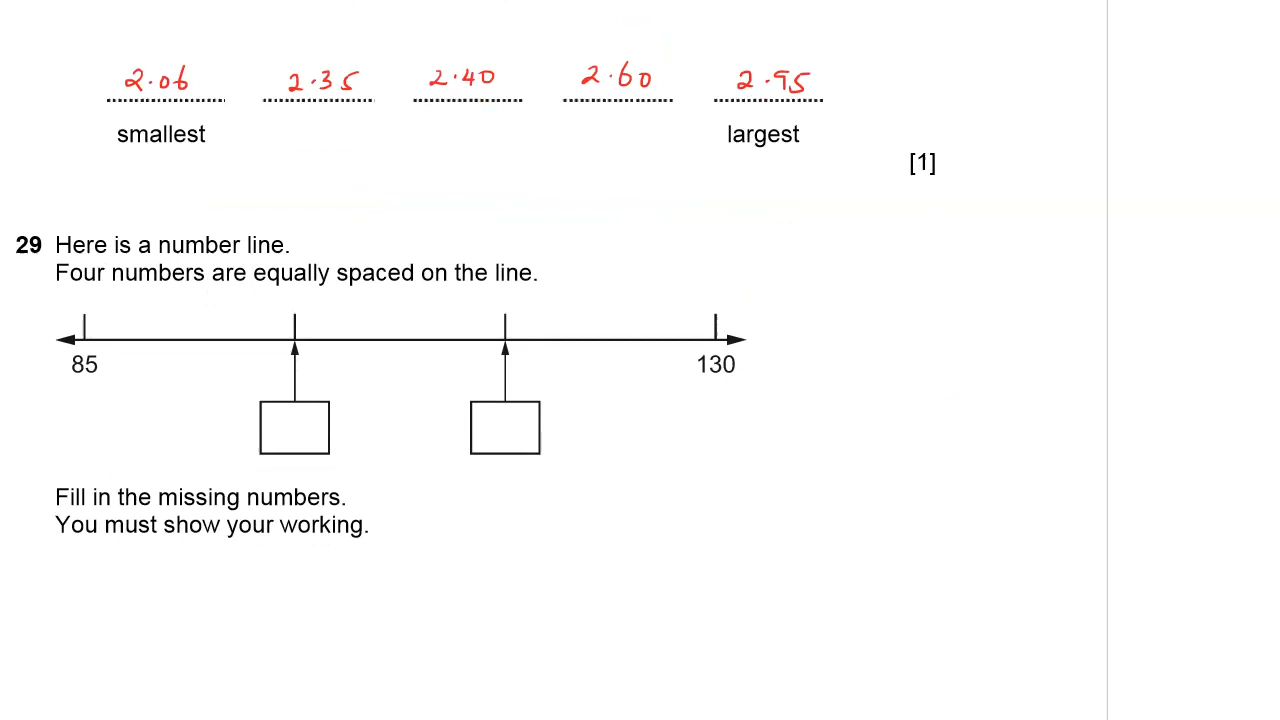 2.06 2.35 2.40 2.60 2.95
smallest largest
[1]
29 Here is a number line.
Four numbers are equally spaced on the line.
85 130
Fill in the missing numbers.
You must show your working.